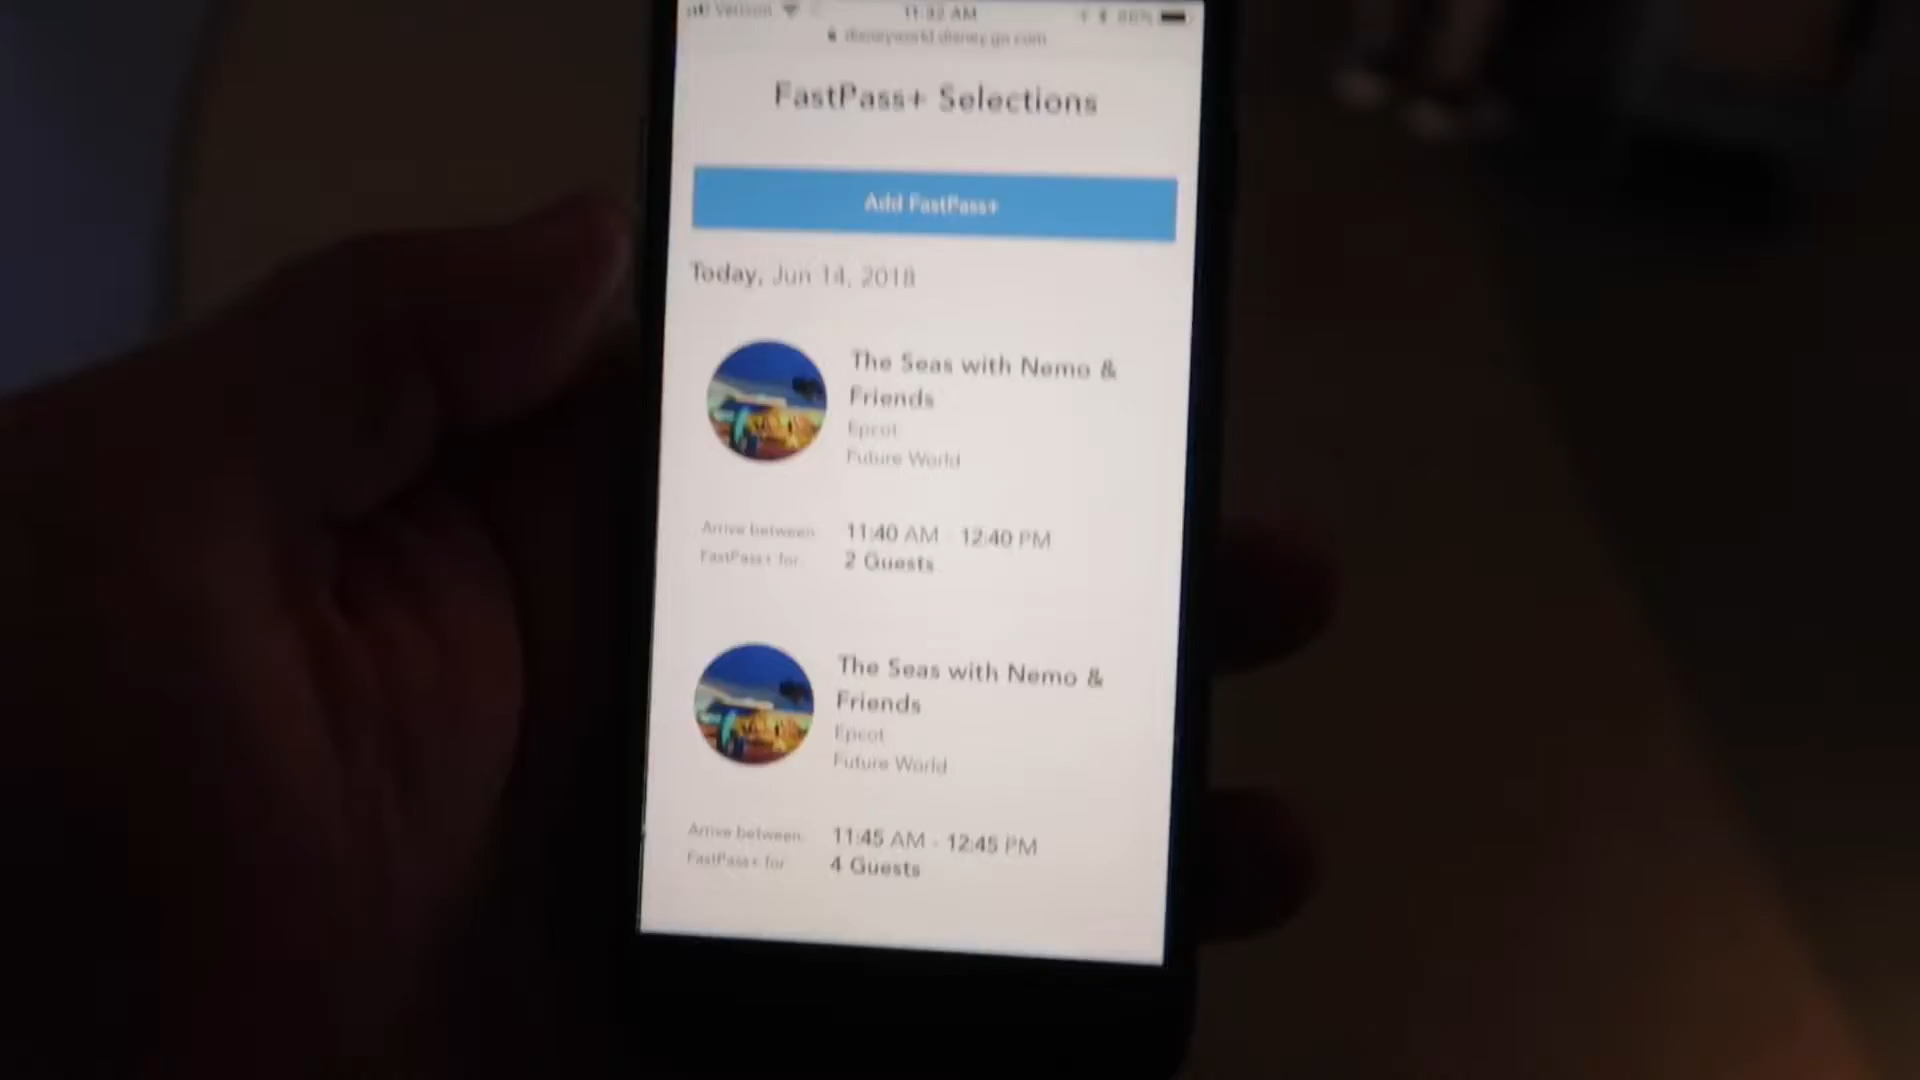 Verizon 11:32 AM 86%
disneyworld.disney.go.com
FastPass+ Selections
Add FastPass+
Today, Jun 14, 2018
The Seas with Nemo &
Friends
Epcot
Future World
Arrive between: 11:40 AM - 12:40 PM
FastPass+ for: 2 Guests
The Seas with Nemo &
Friends
Epcot
Future World
Arrive between: 11:45 AM - 12:45 PM
FastPass+ for: 4 Guests